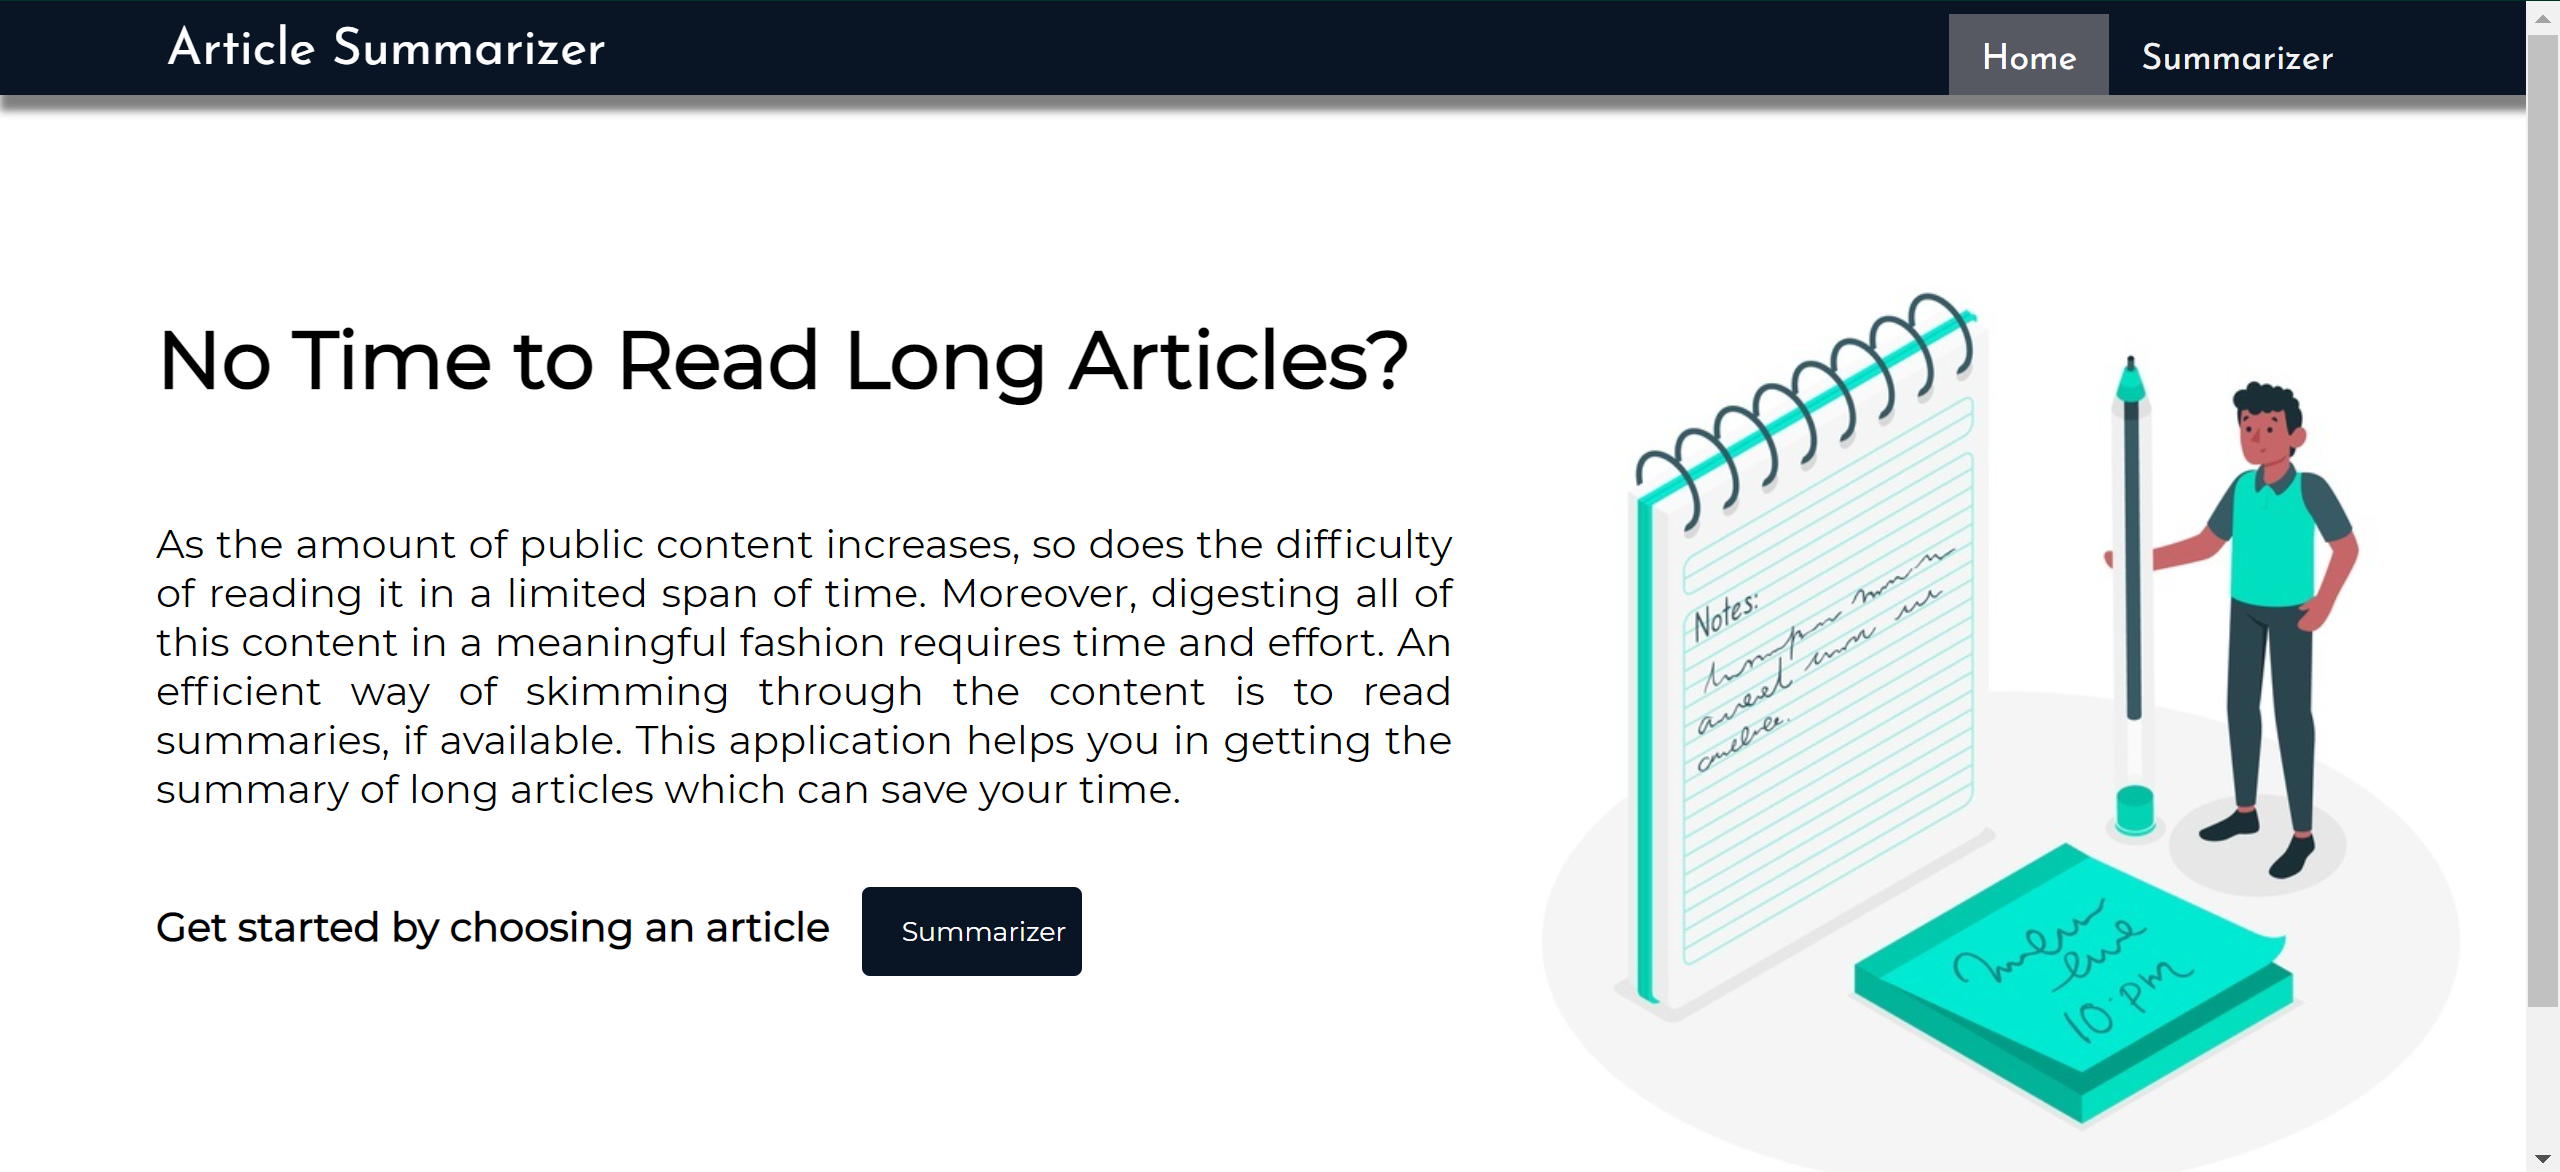 Article Summarizer
Home
Summarizer
No Time to Read Long Articles?
As the amount of public content increases, so does the difficulty
of reading it in a limited span of time. Moreover, digesting all of
this content in a meaningful fashion requires time and effort. An
efficient way of skimming through the content is to read
summaries, if available. This application helps you in getting the
summary of long articles which can save your time.
Get started by choosing an article
Summarizer
Notes:
10:pm